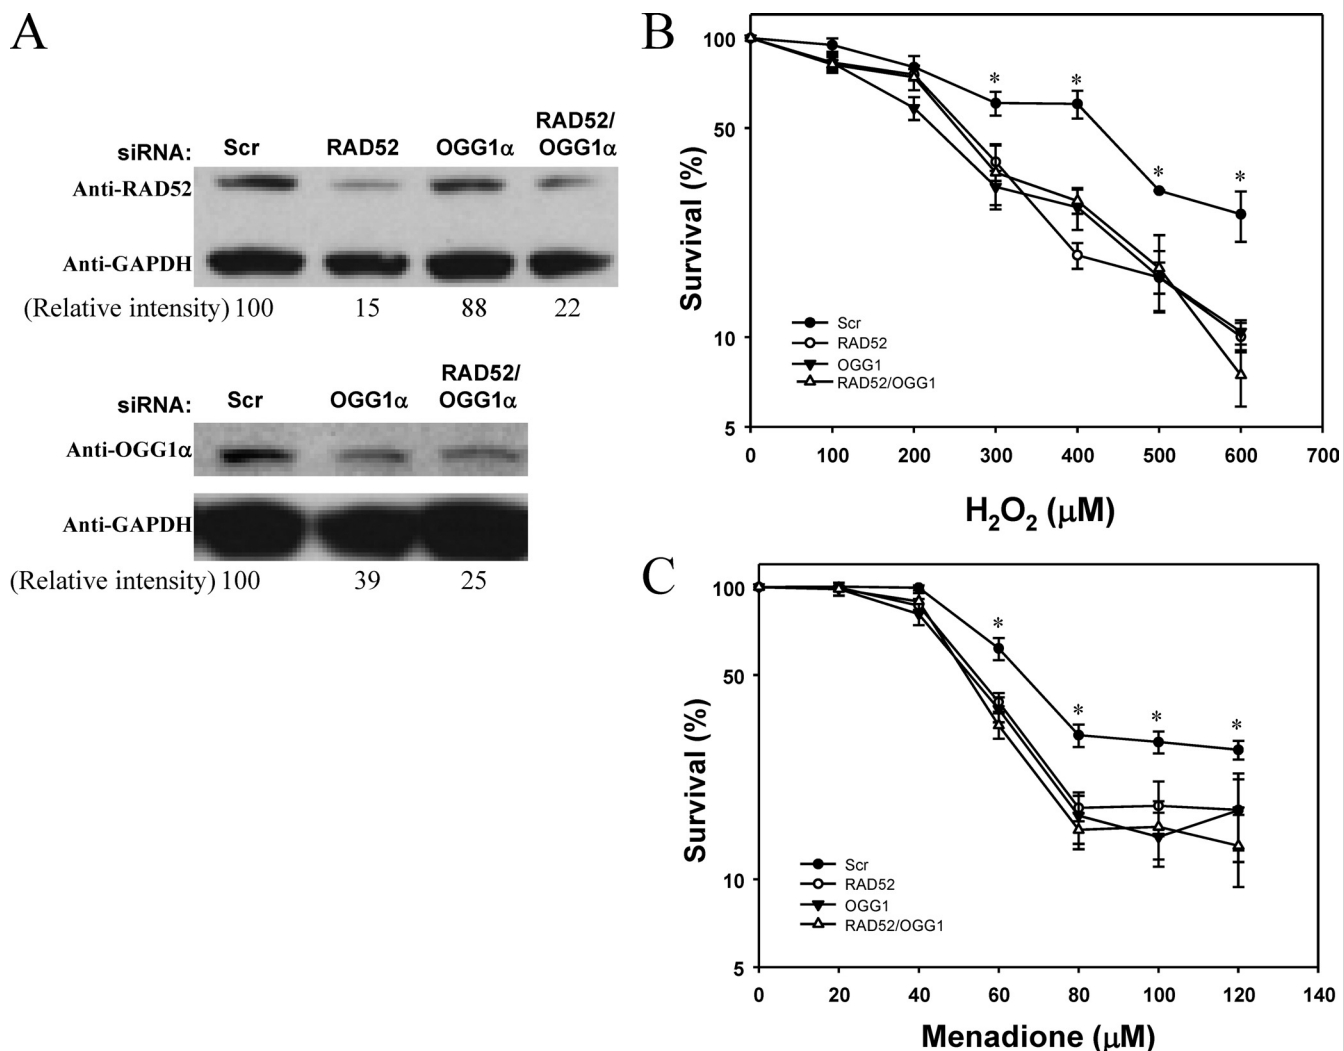 A
siRNA: Scr RAD52 OGG1α RAD52/OGG1α
Anti-RAD52
Anti-GAPDH
(Relative intensity) 100 15 88 22
siRNA: Scr OGG1α RAD52/OGG1α
Anti-OGG1α
Anti-GAPDH
(Relative intensity) 100 39 25
B
Survival (%)
100
50
10
5
* * * *
Scr
RAD52
OGG1
RAD52/OGG1
0 100 200 300 400 500 600 700
H₂O₂ (μM)
C
Survival (%)
100
50
10
5
* * * *
Scr
RAD52
OGG1
RAD52/OGG1
0 20 40 60 80 100 120 140
Menadione (μM)